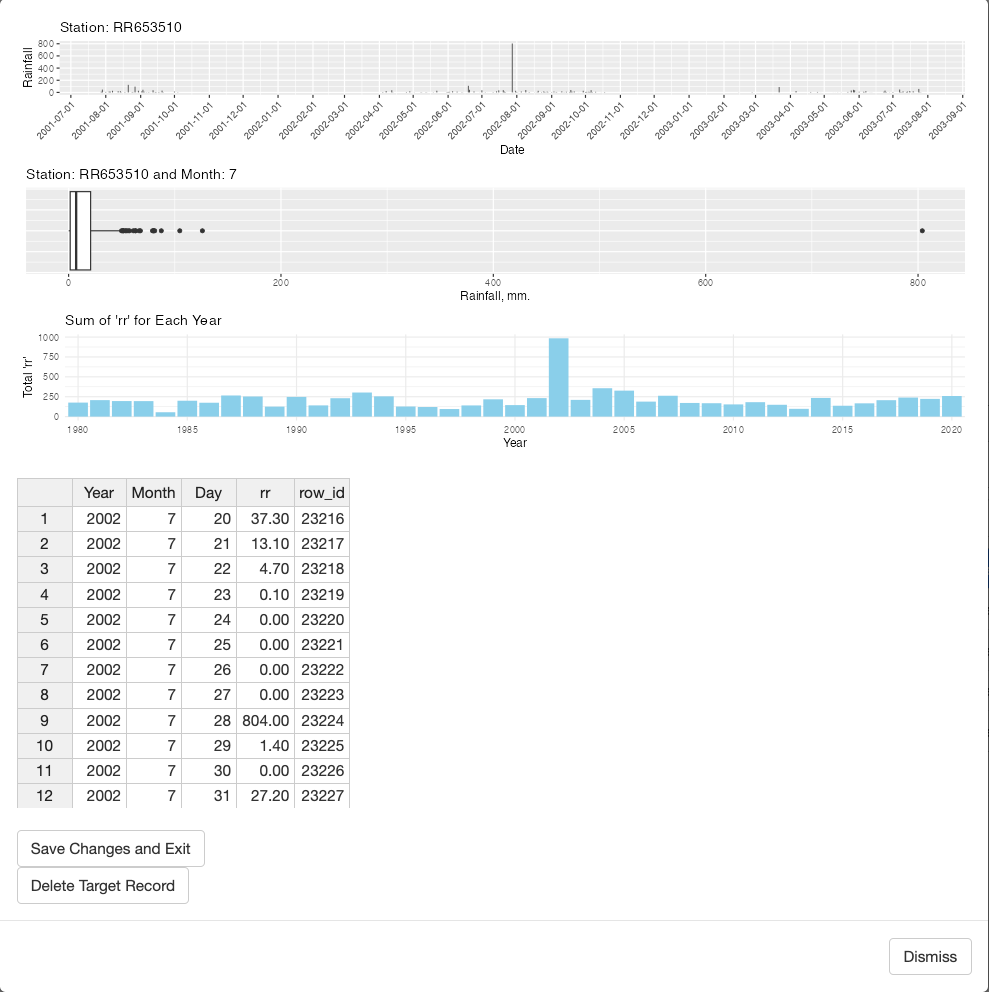 Station: RR653510
Rainfall
800
600
400
200
0
2001-07-01 2001-08-01 2001-09-01 2001-10-01 2001-11-01 2001-12-01 2002-01-01 2002-02-01 2002-03-01 2002-04-01 2002-05-01 2002-06-01 2002-07-01 2002-08-01 2002-09-01 2002-10-01 2002-11-01 2002-12-01 2003-01-01 2003-02-01 2003-03-01 2003-04-01 2003-05-01 2003-06-01 2003-07-01 2003-08-01 2003-09-01
Date
Station: RR653510 and Month: 7
0 200 400 600 800
Rainfall, mm.
Sum of 'rr' for Each Year
Total 'rr'
1000
750
500
250
0
1980 1985 1990 1995 2000 2005 2010 2015 2020
Year
Year Month Day rr row_id
1 2002 7 20 37.30 23216
2 2002 7 21 13.10 23217
3 2002 7 22 4.70 23218
4 2002 7 23 0.10 23219
5 2002 7 24 0.00 23220
6 2002 7 25 0.00 23221
7 2002 7 26 0.00 23222
8 2002 7 27 0.00 23223
9 2002 7 28 804.00 23224
10 2002 7 29 1.40 23225
11 2002 7 30 0.00 23226
12 2002 7 31 27.20 23227
Save Changes and Exit
Delete Target Record
Dismiss